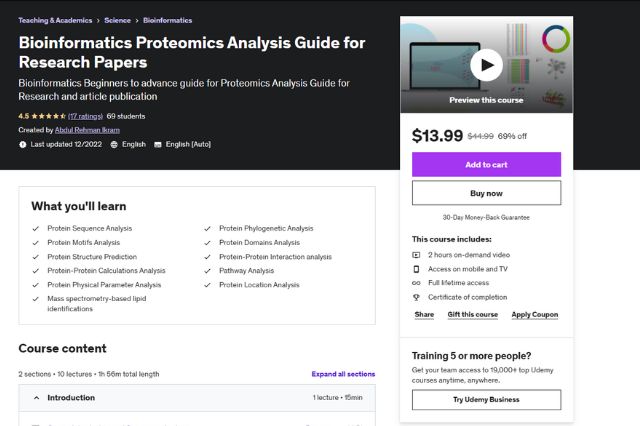 Teaching & Academics > Science > Bioinformatics
Bioinformatics Proteomics Analysis Guide for
Research Papers
Bioinformatics Beginners to advance guide for Proteomics Analysis Guide for
Research and article publication
4.5 (17 ratings) 69 students
Created by Abdul Rehman Ikram
Last updated 12/2022 English English [Auto]
Preview this course
$13.99 $44.99 69% off
Add to cart
Buy now
30-Day Money-Back Guarantee
This course includes:
2 hours on-demand video
Access on mobile and TV
Full lifetime access
Certificate of completion
Share Gift this course Apply Coupon
Training 5 or more people?
Get your team access to 19,000+ top Udemy
courses anytime, anywhere.
Try Udemy Business
What you'll learn
Protein Sequence Analysis
Protein Motifs Analysis
Protein Structure Prediction
Protein-Protein Calculations Analysis
Protein Physical Parameter Analysis
Mass spectrometry-based lipid
identifications
Protein Phylogenetic Analysis
Protein Domains Analysis
Protein-Protein Interaction analysis
Pathway Analysis
Protein Location Analysis
Course content
2 sections • 10 lectures • 1h 56m total length Expand all sections
Introduction 1 lecture • 15min